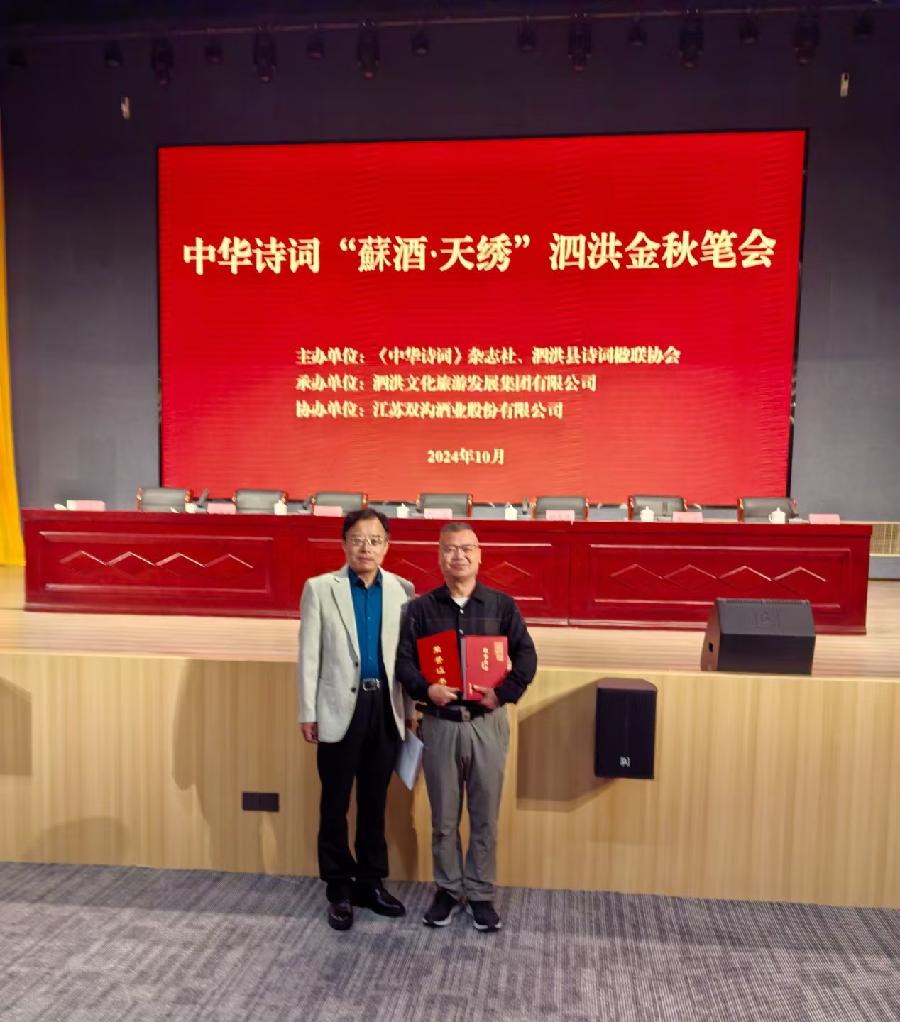 中华诗词“蘇酒·天绣”泗洪金秋笔会
主办单位：《中华诗词》杂志社、泗洪县诗词楹联协会
承办单位：泗洪文化旅游发展集团有限公司
协办单位：江苏双沟酒业股份有限公司
2024年10月
荣誉证书